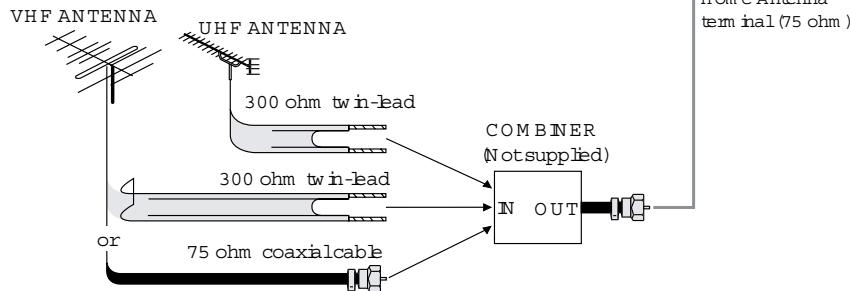 VHF ANTENNA
UHF ANTENNA
terminal (75 ohm)
300 ohm twin-lead
COMBINER
(Not supplied)
300 ohm twin-lead
IN OUT
or
75 ohm coaxial cable